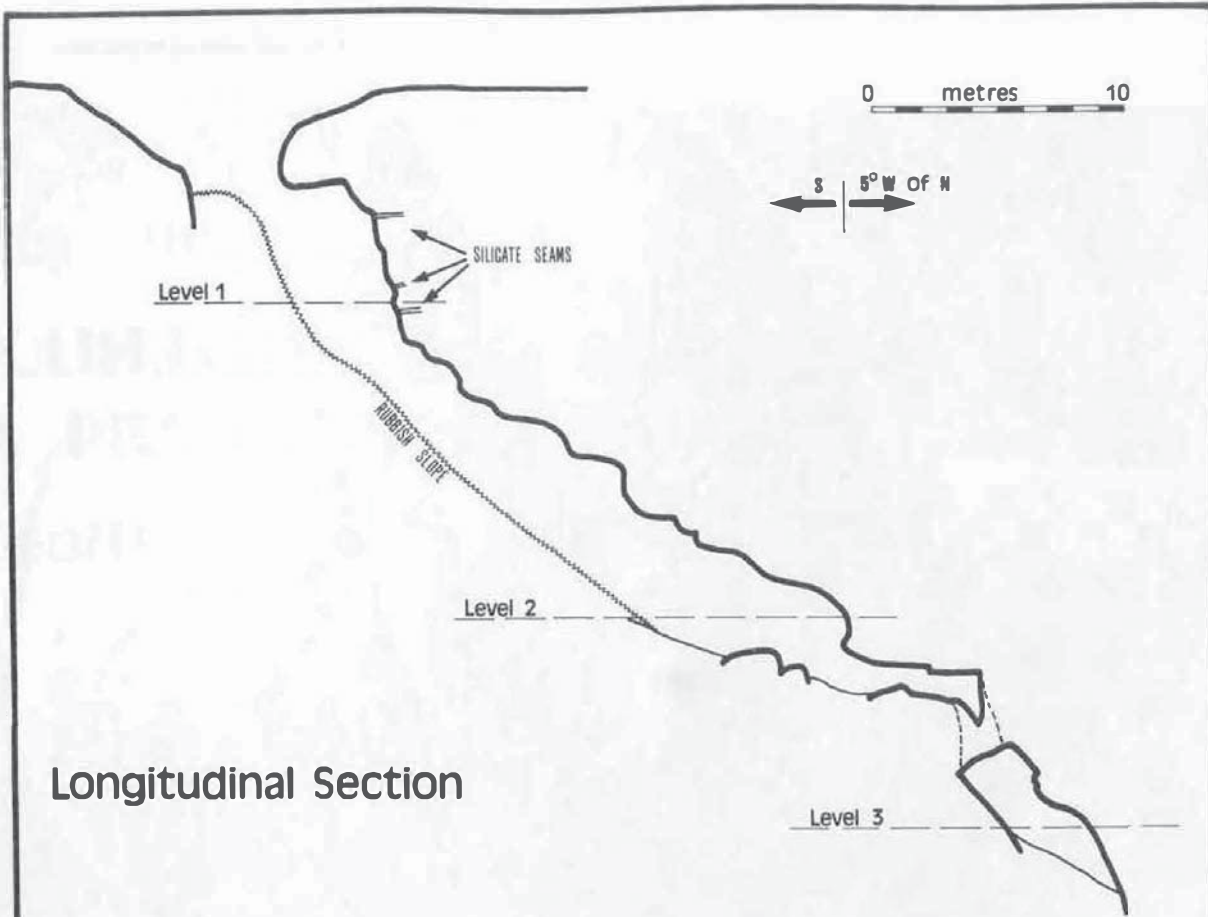 0 metres 10
S 5° W Of N
SILICATE SEAMS
Level 1
RUBBISH SLOPE
Level 2
Longitudinal Section
Level 3